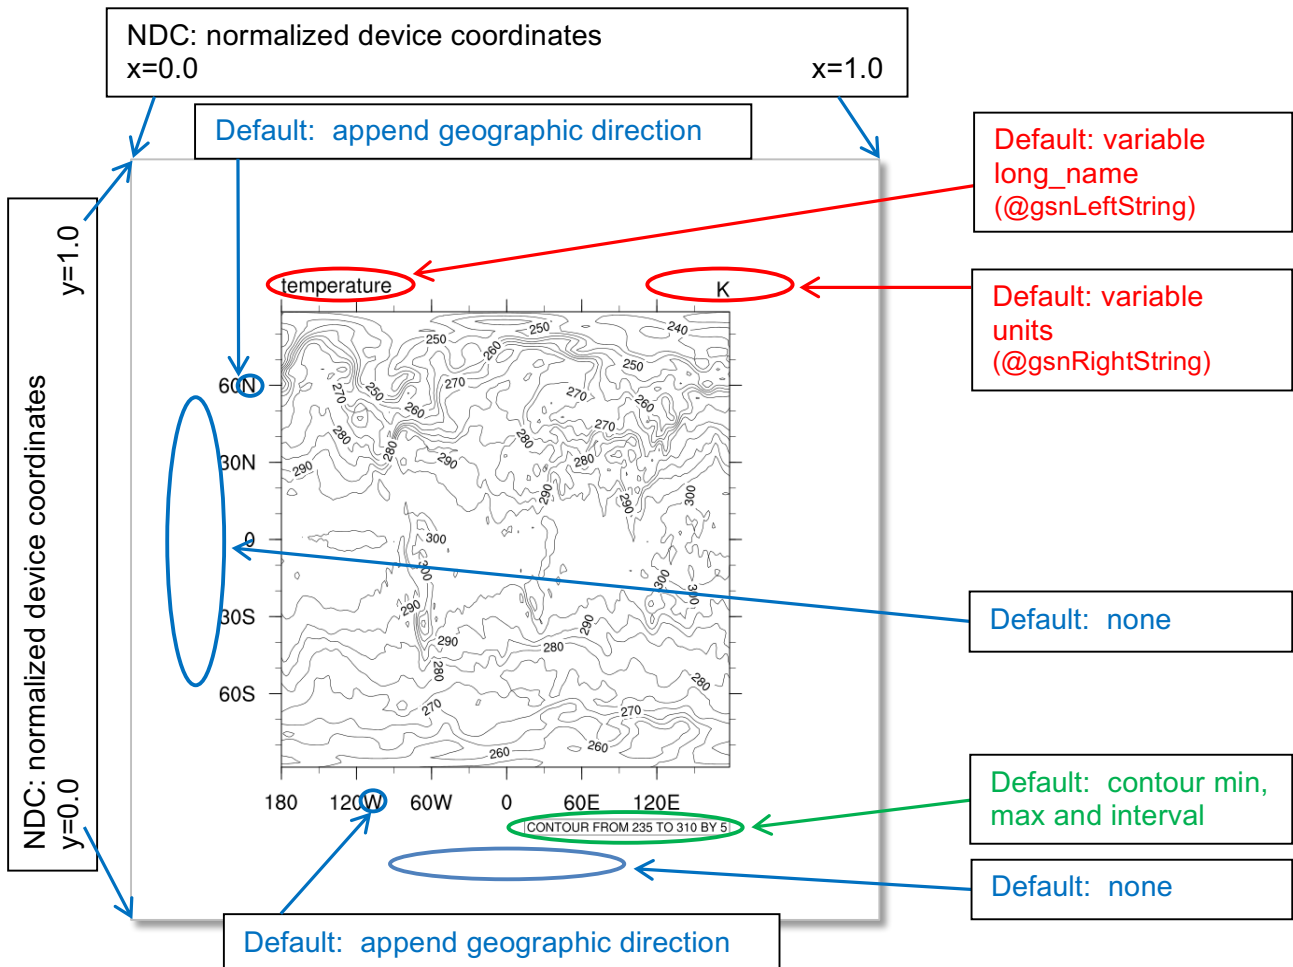 NDC: normalized device coordinates
x=0.0 x=1.0
Default:  append geographic direction
Default: variable
long_name
(@gsnLeftString)
NDC: normalized device coordinates
y=0.0 y=1.0
temperature K
Default: variable
units
(@gsnRightString)
250 250 240
260 250
60N 270 250 270 270 260
260 270
280 280 280
30N 290 290 280
290 290 300
0 300
300 300 300
290
30S 290
290 280 280
280
60S 270 270
260 260
Default:  none
180 120W 60W 0 60E 120E
CONTOUR FROM 235 TO 310 BY 5
Default:  contour min,
max and interval
Default:  none
Default:  append geographic direction